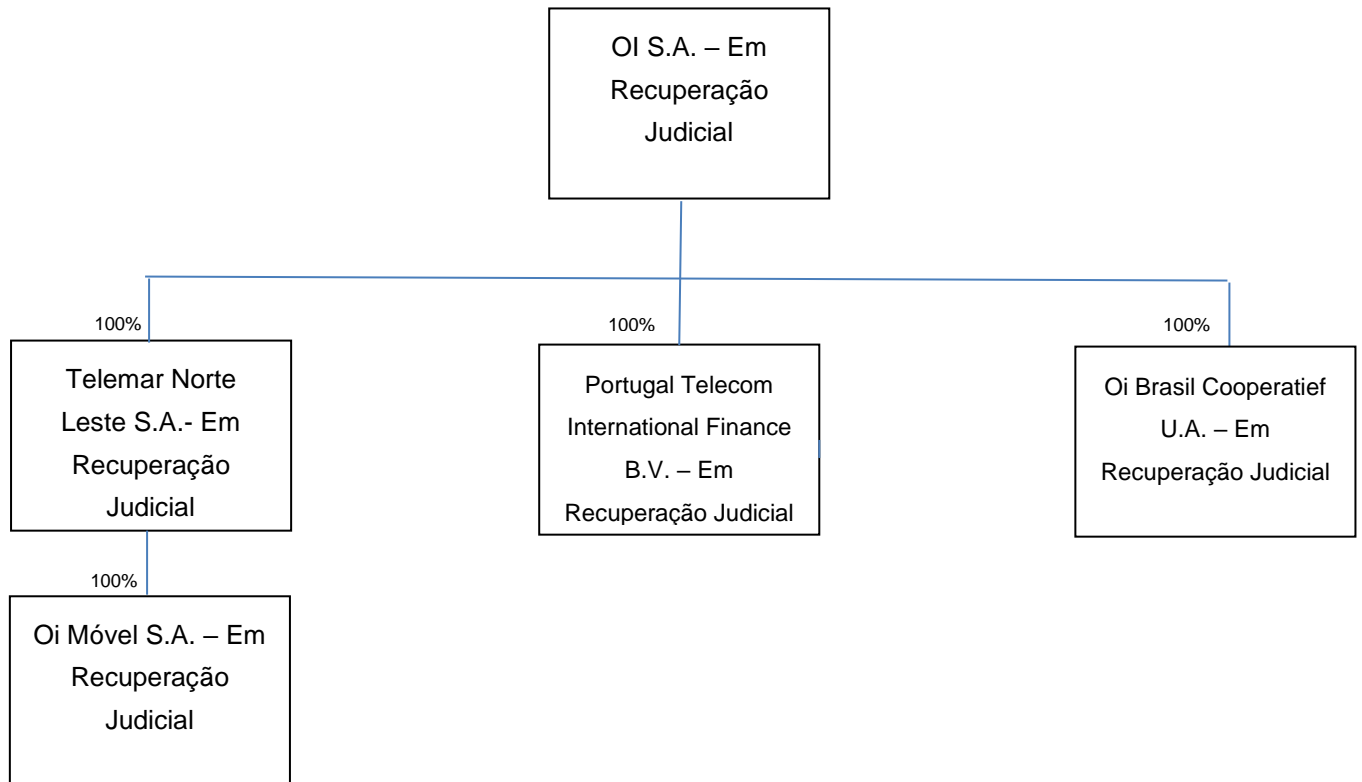 OI S.A. – Em
Recuperação
Judicial
100%
100%
100%
Telemar Norte
Leste S.A.- Em
Recuperação
Judicial
Portugal Telecom
International Finance
B.V. – Em
Recuperação Judicial
Oi Brasil Cooperatief
U.A. – Em
Recuperação Judicial
100%
Oi Móvel S.A. – Em
Recuperação
Judicial